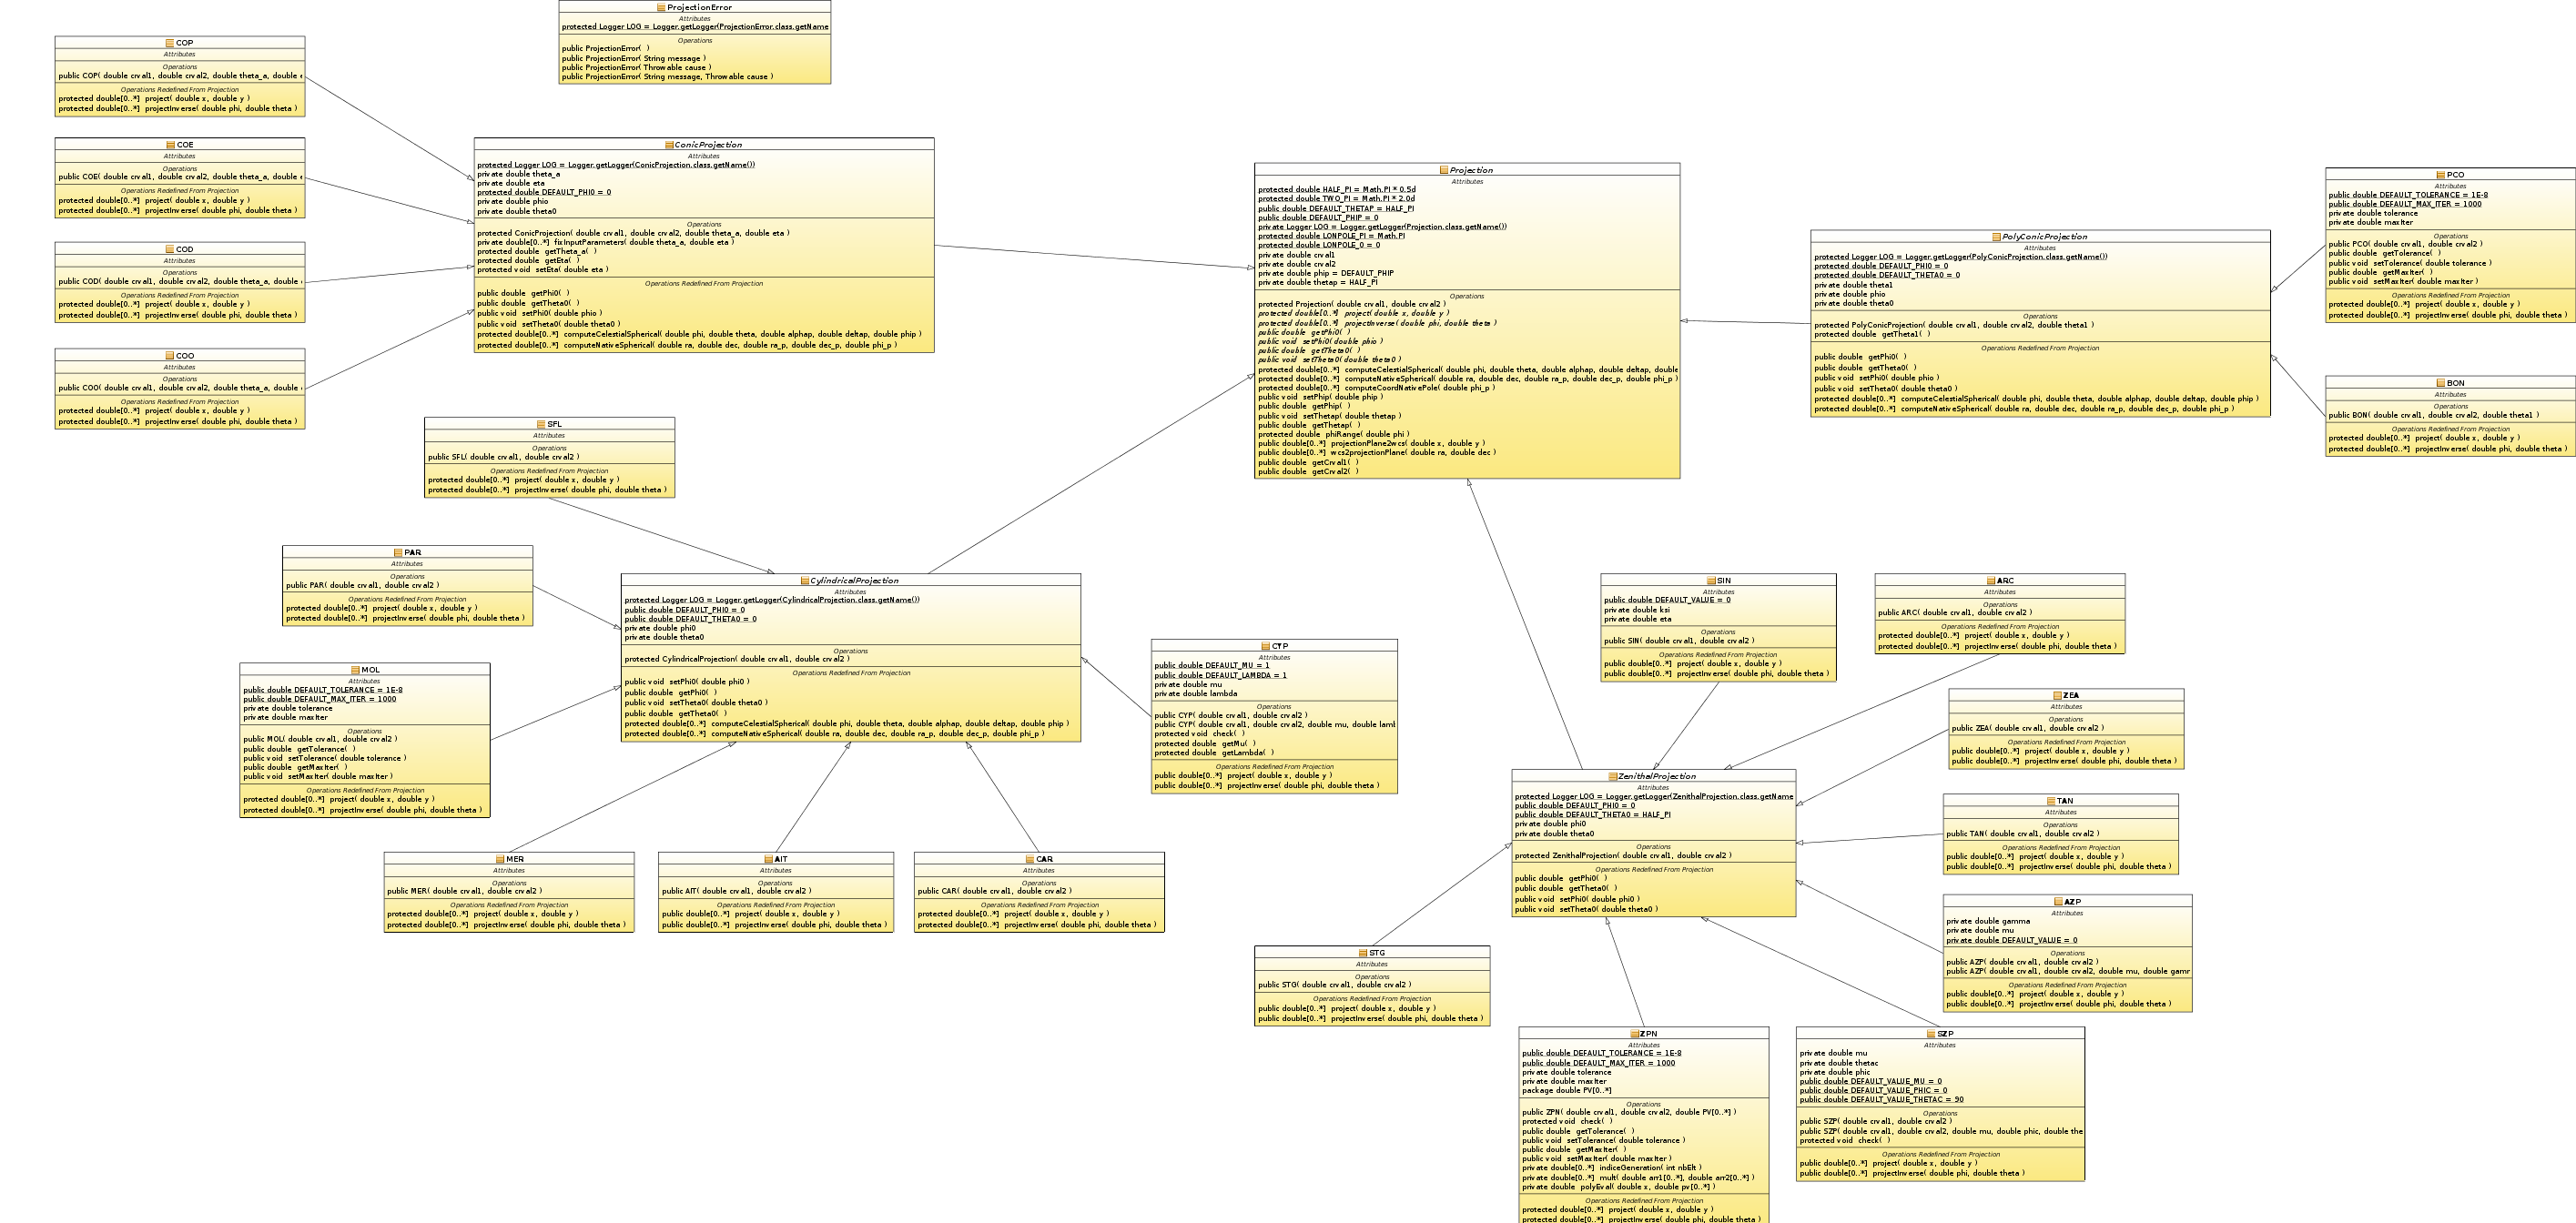 ProjectionError
Attributes
protected Logger LOG = Logger.getLogger(ProjectionError.class.getName
Operations
public ProjectionError(  )
public ProjectionError( String message )
public ProjectionError( Throwable cause )
public ProjectionError( String message, Throwable cause )
COP
Attributes
Operations
public COP( double crval1, double crval2, double theta_a, double e
Operations Redefined From Projection
protected double[0..*]  project( double x, double y )
protected double[0..*]  projectInverse( double phi, double theta )
COE
Attributes
Operations
public COE( double crval1, double crval2, double theta_a, double e
Operations Redefined From Projection
protected double[0..*]  project( double x, double y )
protected double[0..*]  projectInverse( double phi, double theta )
COD
Attributes
Operations
public COD( double crval1, double crval2, double theta_a, double
Operations Redefined From Projection
protected double[0..*]  project( double x, double y )
protected double[0..*]  projectInverse( double phi, double theta )
COO
Attributes
Operations
public COO( double crval1, double crval2, double theta_a, double
Operations Redefined From Projection
protected double[0..*]  project( double x, double y )
protected double[0..*]  projectInverse( double phi, double theta )
ConicProjection
Attributes
protected Logger LOG = Logger.getLogger(ConicProjection.class.getName())
private double theta_a
private double eta
protected double DEFAULT_PHI0 = 0
private double phio
private double theta0
Operations
protected ConicProjection( double crval1, double crval2, double theta_a, double eta )
private double[0..*]  fixInputParameters( double theta_a, double eta )
protected double  getTheta_a(  )
protected double  getEta(  )
protected void  setEta( double eta )
Operations Redefined From Projection
public double  getPhi0(  )
public double  getTheta0(  )
public void  setPhi0( double phio )
public void  setTheta0( double theta0 )
protected double[0..*]  computeCelestialSpherical( double phi, double theta, double alphap, double deltap, double phip )
protected double[0..*]  computeNativeSpherical( double ra, double dec, double ra_p, double dec_p, double phi_p )
Projection
Attributes
protected double HALF_PI = Math.PI * 0.5d
protected double TWO_PI = Math.PI * 2.0d
public double DEFAULT_THETAP = HALF_PI
public double DEFAULT_PHIP = 0
private Logger LOG = Logger.getLogger(Projection.class.getName())
protected double LONPOLE_PI = Math.PI
protected double LONPOLE_0 = 0
private double crval1
private double crval2
private double phip = DEFAULT_PHIP
private double thetap = HALF_PI
Operations
protected Projection( double crval1, double crval2 )
protected double[0..*]  project( double x, double y )
protected double[0..*]  projectInverse( double phi, double theta )
public double  getPhi0(  )
public void  setPhi0( double phio )
public double  getTheta0(  )
public void  setTheta0( double theta0 )
protected double[0..*]  computeCelestialSpherical( double phi, double theta, double alphap, double deltap, double
protected double[0..*]  computeNativeSpherical( double ra, double dec, double ra_p, double dec_p, double phi_p )
protected double[0..*]  computeCoordNativePole( double phi_p )
public void  setPhip( double phip )
public double  getPhip(  )
public void  setThetap( double thetap )
public double  getThetap(  )
protected double  phiRange( double phi )
public double[0..*]  projectionPlane2wcs( double x, double y )
public double[0..*]  wcs2projectionPlane( double ra, double dec )
public double  getCrval1(  )
public double  getCrval2(  )
PolyConicProjection
Attributes
protected Logger LOG = Logger.getLogger(PolyConicProjection.class.getName())
protected double DEFAULT_PHI0 = 0
protected double DEFAULT_THETA0 = 0
private double theta1
private double phio
private double theta0
Operations
protected PolyConicProjection( double crval1, double crval2, double theta1 )
protected double  getTheta1(  )
Operations Redefined From Projection
public double  getPhi0(  )
public double  getTheta0(  )
public void  setPhi0( double phio )
public void  setTheta0( double theta0 )
protected double[0..*]  computeCelestialSpherical( double phi, double theta, double alphap, double deltap, double phip )
protected double[0..*]  computeNativeSpherical( double ra, double dec, double ra_p, double dec_p, double phi_p )
PCO
Attributes
public double DEFAULT_TOLERANCE = 1E-8
public double DEFAULT_MAX_ITER = 1000
private double tolerance
private double maxIter
Operations
public PCO( double crval1, double crval2 )
public double  getTolerance(  )
public void  setTolerance( double tolerance )
public double  getMaxIter(  )
public void  setMaxIter( double maxIter )
Operations Redefined From Projection
protected double[0..*]  project( double x, double y )
protected double[0..*]  projectInverse( double phi, double theta )
BON
Attributes
Operations
public BON( double crval1, double crval2, double theta1 )
Operations Redefined From Projection
protected double[0..*]  project( double x, double y )
protected double[0..*]  projectInverse( double phi, double theta )
SFL
Attributes
Operations
public SFL( double crval1, double crval2 )
Operations Redefined From Projection
protected double[0..*]  project( double x, double y )
protected double[0..*]  projectInverse( double phi, double theta )
PAR
Attributes
Operations
public PAR( double crval1, double crval2 )
Operations Redefined From Projection
protected double[0..*]  project( double x, double y )
protected double[0..*]  projectInverse( double phi, double theta )
MOL
Attributes
public double DEFAULT_TOLERANCE = 1E-8
public double DEFAULT_MAX_ITER = 1000
private double tolerance
private double maxIter
Operations
public MOL( double crval1, double crval2 )
public double  getTolerance(  )
public void  setTolerance( double tolerance )
public double  getMaxIter(  )
public void  setMaxIter( double maxIter )
Operations Redefined From Projection
protected double[0..*]  project( double x, double y )
protected double[0..*]  projectInverse( double phi, double theta )
CylindricalProjection
Attributes
protected Logger LOG = Logger.getLogger(CylindricalProjection.class.getName())
public double DEFAULT_PHI0 = 0
public double DEFAULT_THETA0 = 0
private double phi0
private double theta0
Operations
protected CylindricalProjection( double crval1, double crval2 )
Operations Redefined From Projection
public void  setPhi0( double phi0 )
public double  getPhi0(  )
public void  setTheta0( double theta0 )
public double  getTheta0(  )
protected double[0..*]  computeCelestialSpherical( double phi, double theta, double alphap, double deltap, double phip )
protected double[0..*]  computeNativeSpherical( double ra, double dec, double ra_p, double dec_p, double phi_p )
CYP
Attributes
public double DEFAULT_MU = 1
public double DEFAULT_LAMBDA = 1
private double mu
private double lambda
Operations
public CYP( double crval1, double crval2 )
public CYP( double crval1, double crval2, double mu, double lamb
protected void  check(  )
protected double  getMu(  )
protected double  getLambda(  )
Operations Redefined From Projection
public double[0..*]  project( double x, double y )
public double[0..*]  projectInverse( double phi, double theta )
MER
Attributes
Operations
public MER( double crval1, double crval2 )
Operations Redefined From Projection
protected double[0..*]  project( double x, double y )
protected double[0..*]  projectInverse( double phi, double theta )
AIT
Attributes
Operations
public AIT( double crval1, double crval2 )
Operations Redefined From Projection
public double[0..*]  project( double x, double y )
public double[0..*]  projectInverse( double phi, double theta )
CAR
Attributes
Operations
public CAR( double crval1, double crval2 )
Operations Redefined From Projection
protected double[0..*]  project( double x, double y )
protected double[0..*]  projectInverse( double phi, double theta )
SIN
Attributes
public double DEFAULT_VALUE = 0
private double ksi
private double eta
Operations
public SIN( double crval1, double crval2 )
Operations Redefined From Projection
public double[0..*]  project( double x, double y )
public double[0..*]  projectInverse( double phi, double theta )
ARC
Attributes
Operations
public ARC( double crval1, double crval2 )
Operations Redefined From Projection
protected double[0..*]  project( double x, double y )
protected double[0..*]  projectInverse( double phi, double theta )
ZEA
Attributes
Operations
public ZEA( double crval1, double crval2 )
Operations Redefined From Projection
public double[0..*]  project( double x, double y )
public double[0..*]  projectInverse( double phi, double theta )
ZenithalProjection
Attributes
protected Logger LOG = Logger.getLogger(ZenithalProjection.class.getName
public double DEFAULT_PHI0 = 0
public double DEFAULT_THETA0 = HALF_PI
private double phi0
private double theta0
Operations
protected ZenithalProjection( double crval1, double crval2 )
Operations Redefined From Projection
public double  getPhi0(  )
public double  getTheta0(  )
public void  setPhi0( double phi0 )
public void  setTheta0( double theta0 )
TAN
Attributes
Operations
public TAN( double crval1, double crval2 )
Operations Redefined From Projection
public double[0..*]  project( double x, double y )
public double[0..*]  projectInverse( double phi, double theta )
AZP
Attributes
private double gamma
private double mu
private double DEFAULT_VALUE = 0
Operations
public AZP( double crval1, double crval2 )
public AZP( double crval1, double crval2, double mu, double gamr
Operations Redefined From Projection
public double[0..*]  project( double x, double y )
public double[0..*]  projectInverse( double phi, double theta )
STG
Attributes
Operations
public STG( double crval1, double crval2 )
Operations Redefined From Projection
public double[0..*]  project( double x, double y )
public double[0..*]  projectInverse( double phi, double theta )
ZPN
Attributes
public double DEFAULT_TOLERANCE = 1E-8
public double DEFAULT_MAX_ITER = 1000
private double tolerance
private double maxIter
package double PV[0..*]
Operations
public ZPN( double crval1, double crval2, double PV[0..*] )
protected void  check(  )
public double  getTolerance(  )
public void  setTolerance( double tolerance )
public double  getMaxIter(  )
public void  setMaxIter( double maxIter )
private double[0..*]  indiceGeneration( int nbElt )
private double[0..*]  mult( double arr1[0..*], double arr2[0..*] )
private double  polyEval( double x, double pv[0..*] )
Operations Redefined From Projection
protected double[0..*]  project( double x, double y )
protected double[0..*]  projectInverse( double phi, double theta )
SZP
Attributes
private double mu
private double thetac
private double phic
public double DEFAULT_VALUE_MU = 0
public double DEFAULT_VALUE_PHIC = 0
public double DEFAULT_VALUE_THETAC = 90
Operations
public SZP( double crval1, double crval2 )
public SZP( double crval1, double crval2, double mu, double phic, double the
protected void  check(  )
Operations Redefined From Projection
public double[0..*]  project( double x, double y )
public double[0..*]  projectInverse( double phi, double theta )